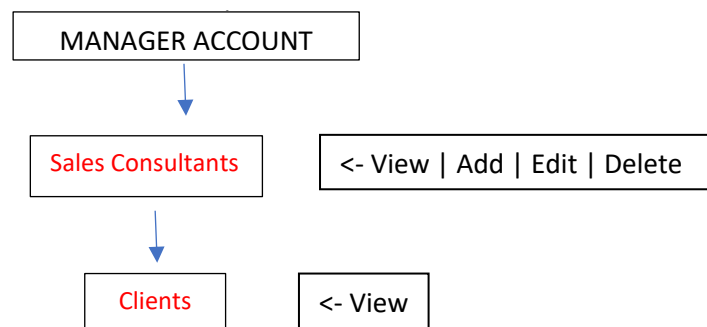 MANAGER ACCOUNT
Sales Consultants
<- View | Add | Edit | Delete
Clients
<- View